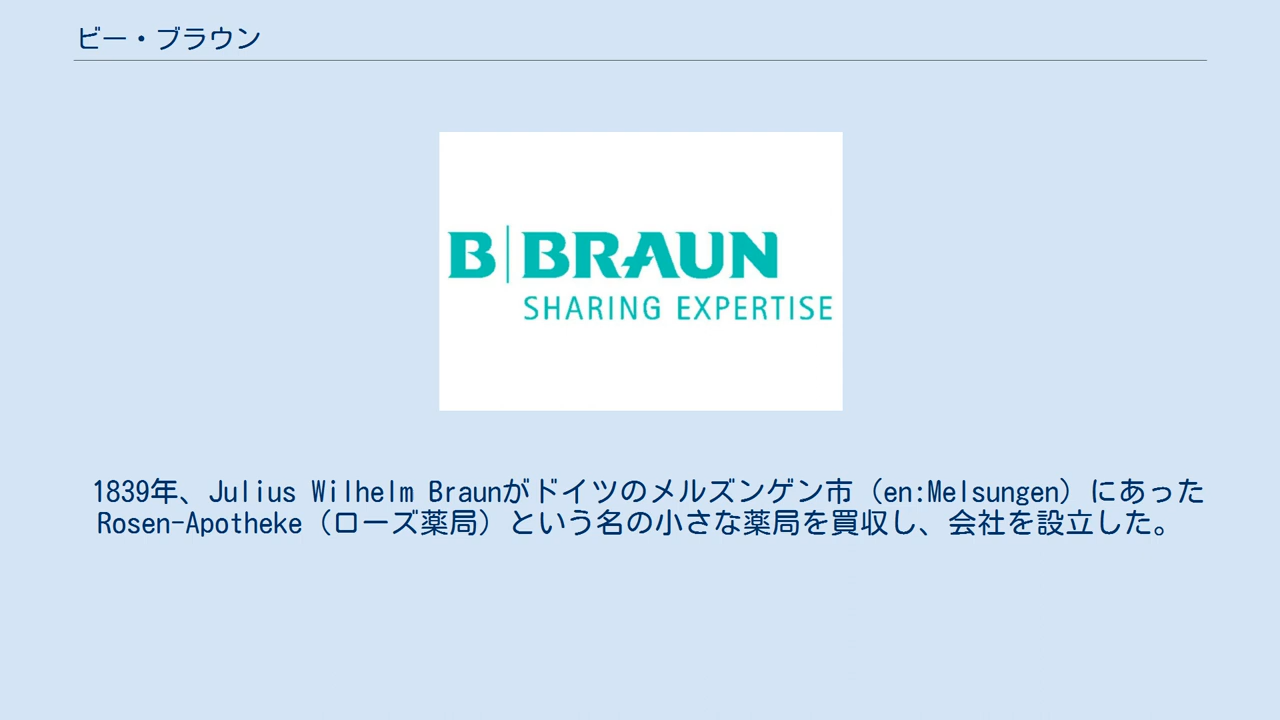 ビー・ブラウン
B BRAUN
SHARING EXPERTISE
1839年、Julius Wilhelm Braunがドイツのメルズンゲン市（en:Melsungen）にあった
Rosen-Apotheke（ローズ薬局）という名の小さな薬局を買収し、会社を設立した。